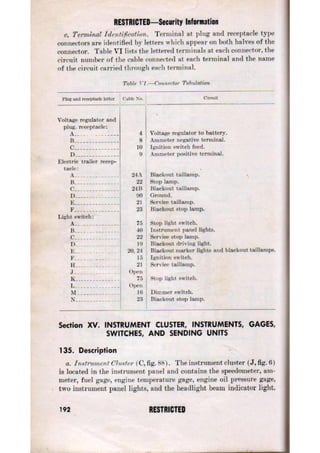 RESTRICTED—Security Information
c. Terminal Identification. Terminal at plug and receptacle type
connectors are identified by letters which appear on both halves of the
connector. Table VI lists the lettered terminals at each connector, the
circuit number of the cable connected at each terminal and the name
of the circuit carried through each terminal.
Table VI.—Connector Tabulation
Plug and receptacle letter Cable No. Circuit
Voltage regulator and
plug, receptacle:
A 4 Voltage regulator to battery.
B 8 Ammeter negative terminal.
C 10 Ignition switch feed.
D 9 Ammeter positive terminal.
Electric trailer recep-
tacle:
A 24A Blackout taillamp.
B 22 Stop lamp.
C 24B Blackout taillamp.
D 90 Ground.
E 21 Service taillamp.
F 23 Blackout stop lamp.
Light switch:
A 75 Stop light switch.
B 40 Instrument panel lights.
C 22 Service stop lamp.
D 19 Blackout driving light.
E 20, 24 Blackout marker lights and blackout taillamps.
F 15 Ignition switch.
H 21 Service taillamp.
J Open
K 75 Stop light switch.
L Open
M 16 Dimmer switch.
N 23 Blackout stop lamp.
Section XV. INSTRUMENT CLUSTER, INSTRUMENTS, GAGES,
SWITCHES, AND SENDING UNITS
135. Description
a. Instrument Cluster (C, fig. 88). The instrument cluster (J, fig. 6)
is located in the instrument panel and contains the speedometer, am-
meter, fuel gage, engine temperature gage, engine oil pressure gage,
two instrument panel lights, and the headlight beam indicator light.
192 RESTRICTED